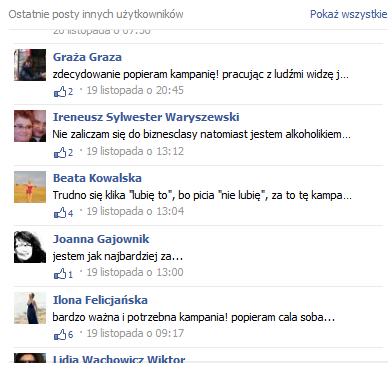 Ostatnie posty innych użytkowników Pokaż wszystkie
20 listopada o 07:50
Graża Graza
zdecydowanie popieram kampanię! pracując z ludźmi widzę j...
2 · 19 listopada o 20:45
Ireneusz Sylwester Waryszewski
Nie zaliczam się do biznesclasy natomiast jestem alkoholikiem...
2 · 19 listopada o 13:12
Beata Kowalska
Trudno się klika "lubię to", bo picia "nie lubię", za to tę kampa...
4 · 19 listopada o 13:04
Joanna Gajownik
jestem jak najbardziej za...
1 · 19 listopada o 13:00
Ilona Felicjańska
bardzo ważna i potrzebna kampania! popieram cala soba...
6 · 19 listopada o 09:17
Lidia Wachowicz Wiktor